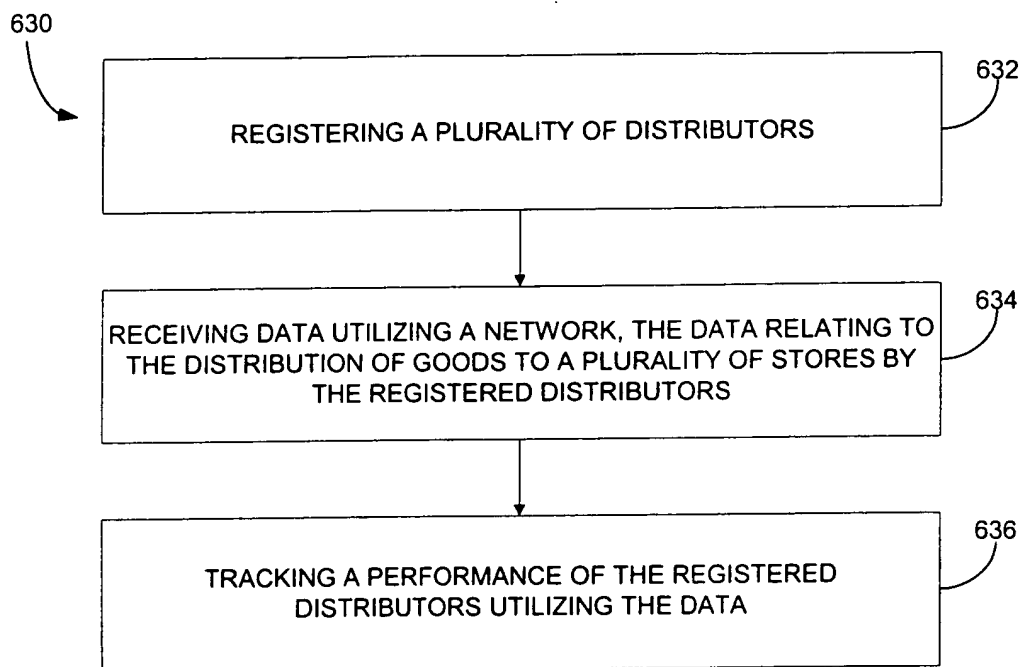 630
632
REGISTERING A PLURALITY OF DISTRIBUTORS
634
RECEIVING DATA UTILIZING A NETWORK, THE DATA RELATING TO
THE DISTRIBUTION OF GOODS TO A PLURALITY OF STORES BY
THE REGISTERED DISTRIBUTORS
636
TRACKING A PERFORMANCE OF THE REGISTERED
DISTRIBUTORS UTILIZING THE DATA